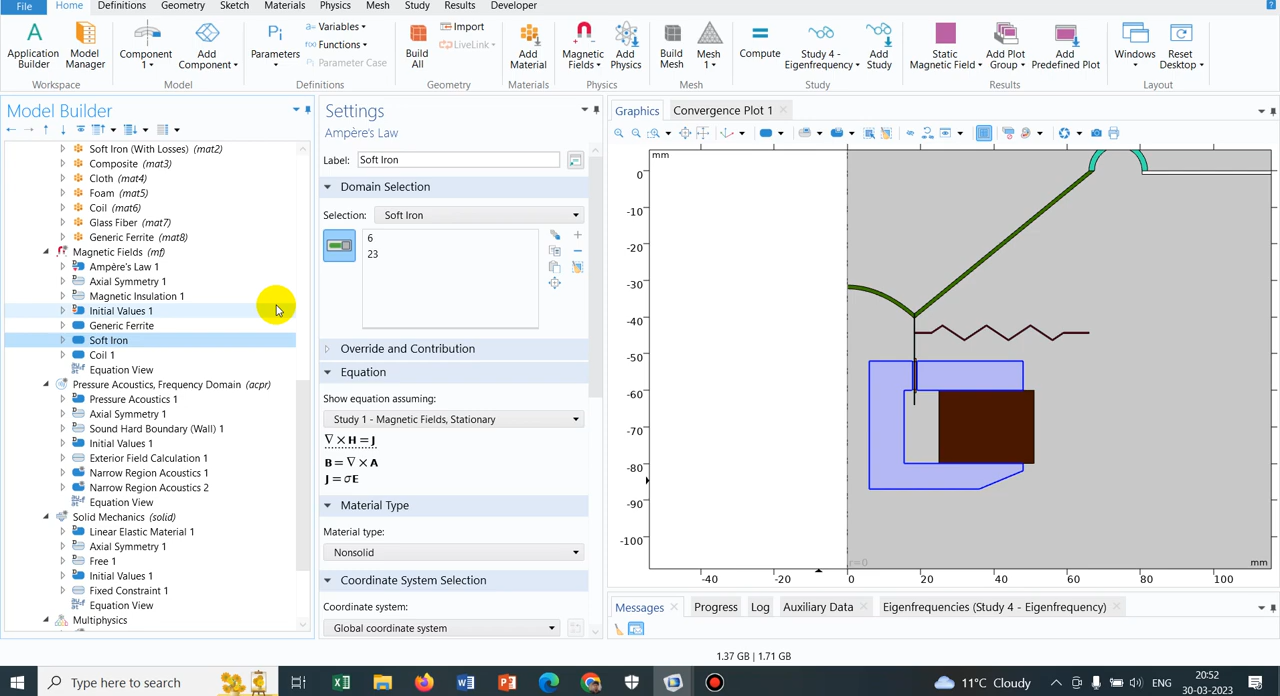 File Home Definitions Geometry Sketch Materials Physics Mesh Study Results Developer
Application Builder
Model Manager
Workspace
Component 1
Add Component
Model
Pi
Parameters
a= Variables
f(x) Functions
Pi Parameter Case
Definitions
Build All
Import
LiveLink
Geometry
Add Material
Materials
Magnetic Fields
Add Physics
Physics
Build Mesh
Mesh 1
Mesh
Compute
Study 4 - Eigenfrequency
Add Study
Study
Static Magnetic Field
Add Plot Group
Add Predefined Plot
Results
Windows
Reset Desktop
Layout
Model Builder
Soft Iron (With Losses) (mat2)
Composite (mat3)
Cloth (mat4)
Foam (mat5)
Coil (mat6)
Glass Fiber (mat7)
Generic Ferrite (mat8)
Magnetic Fields (mf)
Ampère's Law 1
Axial Symmetry 1
Magnetic Insulation 1
Initial Values 1
Generic Ferrite
Soft Iron
Coil 1
Equation View
Pressure Acoustics, Frequency Domain (acpr)
Pressure Acoustics 1
Axial Symmetry 1
Sound Hard Boundary (Wall) 1
Initial Values 1
Exterior Field Calculation 1
Narrow Region Acoustics 1
Narrow Region Acoustics 2
Equation View
Solid Mechanics (solid)
Linear Elastic Material 1
Axial Symmetry 1
Free 1
Initial Values 1
Fixed Constraint 1
Equation View
Multiphysics
Settings
Ampère's Law
Label: Soft Iron
Domain Selection
Selection: Soft Iron
6
23
Override and Contribution
Equation
Show equation assuming:
Study 1 - Magnetic Fields, Stationary
∇ × H = J
B = ∇ × A
J = σE
Material Type
Material type:
Nonsolid
Coordinate System Selection
Coordinate system:
Global coordinate system
Graphics Convergence Plot 1
mm
0
-10
-20
-30
-40
-50
-60
-70
-80
-90
-100
r=0
mm
-40 -20 0 20 40 60 80 100
Messages Progress Log Auxiliary Data Eigenfrequencies (Study 4 - Eigenfrequency)
1.37 GB | 1.71 GB
Type here to search
11°C Cloudy
ENG
20:52
30-03-2023